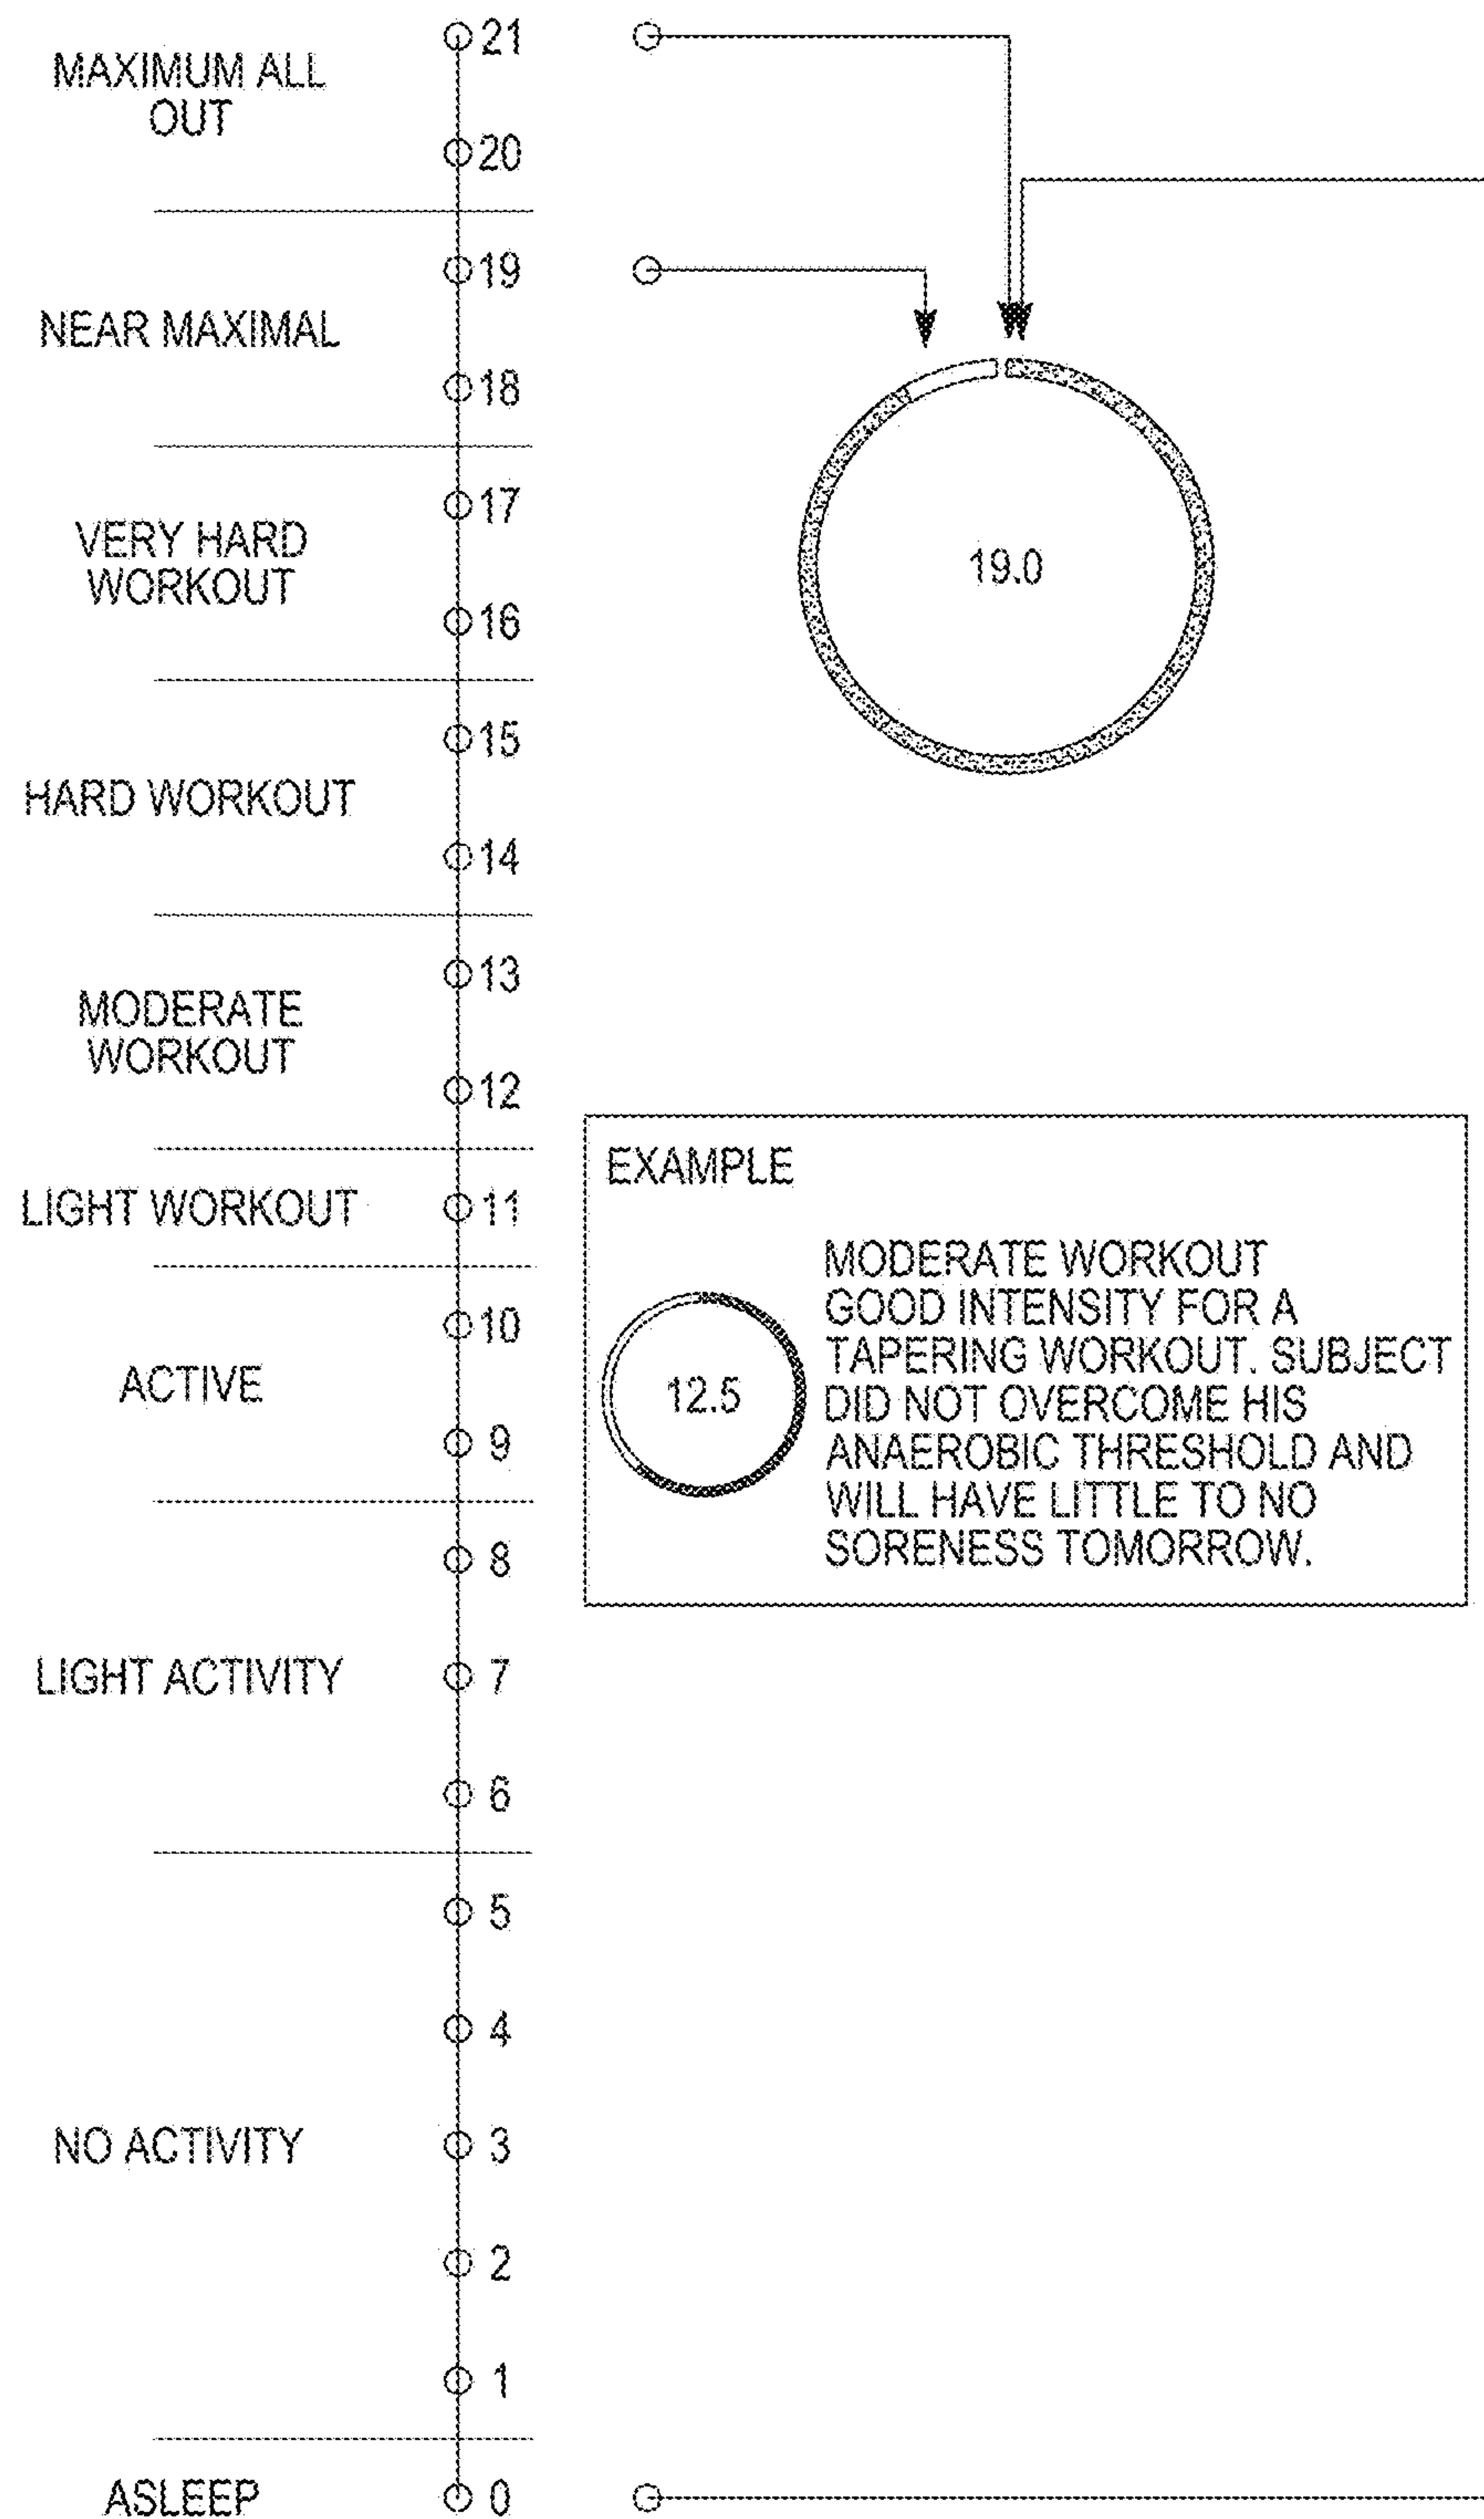 MAXIMUM ALL
OUT
21
20
NEAR MAXIMAL
19
18
VERY HARD
WORKOUT
17
16
19.0
HARD WORKOUT
15
14
MODERATE
WORKOUT
13
12
LIGHT WORKOUT
11
ACTIVE
10
9
EXAMPLE
12.5
MODERATE WORKOUT
GOOD INTENSITY FOR A
TAPERING WORKOUT. SUBJECT
DID NOT OVERCOME HIS
ANAEROBIC THRESHOLD AND
WILL HAVE LITTLE TO NO
SORENESS TOMORROW.
LIGHT ACTIVITY
8
7
6
NO ACTIVITY
5
4
3
2
1
ASLEEP
0